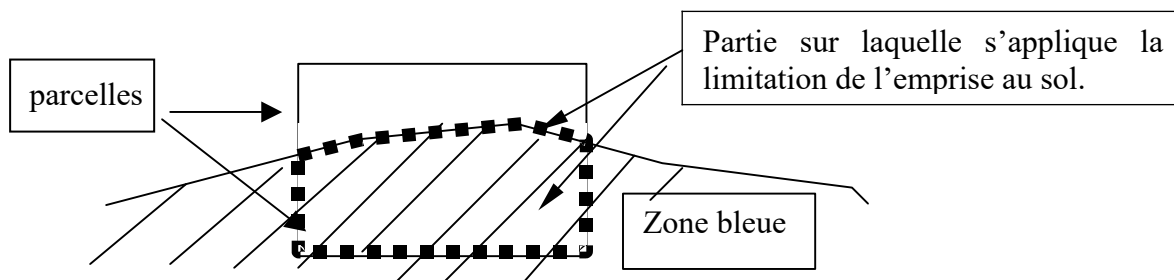 Partie sur laquelle s’applique la
limitation de l’emprise au sol.
parcelles
Zone bleue